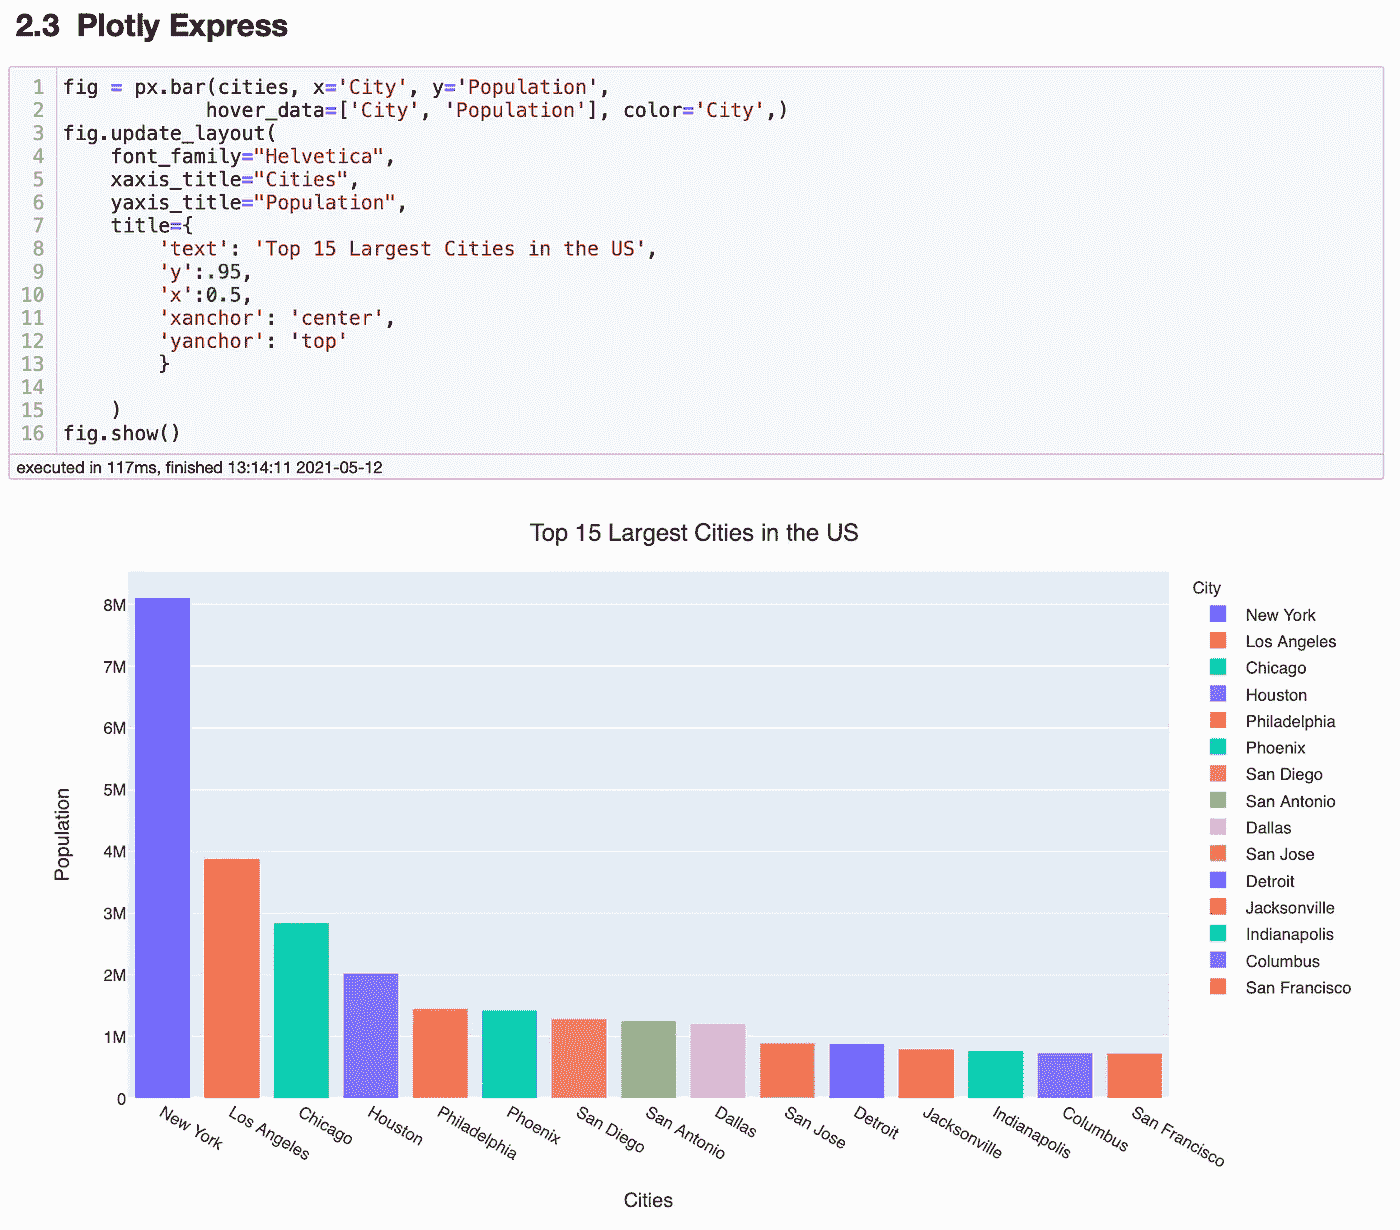 2.3 Plotly Express
1 fig = px.bar(cities, x='City', y='Population',
2             hover_data=['City', 'Population'], color='City',)
3 fig.update_layout(
4     font_family="Helvetica",
5     xaxis_title="Cities",
6     yaxis_title="Population",
7     title={
8         'text': 'Top 15 Largest Cities in the US',
9         'y':.95,
10         'x':0.5,
11         'xanchor': 'center',
12         'yanchor': 'top'
13         }
14
15     )
16 fig.show()
executed in 117ms, finished 13:14:11 2021-05-12
Top 15 Largest Cities in the US
8M
7M
6M
5M
4M
3M
2M
1M
0
Population
New York
Los Angeles
Chicago
Houston
Philadelphia
Phoenix
San Diego
San Antonio
Dallas
San Jose
Detroit
Jacksonville
Indianapolis
Columbus
San Francisco
Cities
City
New York
Los Angeles
Chicago
Houston
Philadelphia
Phoenix
San Diego
San Antonio
Dallas
San Jose
Detroit
Jacksonville
Indianapolis
Columbus
San Francisco